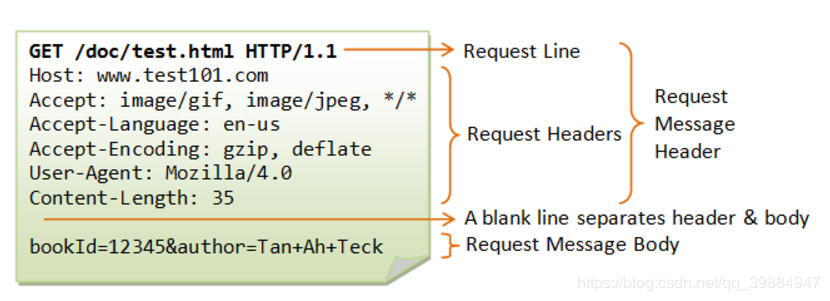 GET /doc/test.html HTTP/1.1
Request Line
Host: www.test101.com
Accept: image/gif, image/jpeg, */*
Accept-Language: en-us
Accept-Encoding: gzip, deflate
User-Agent: Mozilla/4.0
Content-Length: 35
Request Headers
Request
Message
Header
A blank line separates header & body
bookId=12345&author=Tan+Ah+Teck
Request Message Body
https://blog.csdn.net/qq_39884947